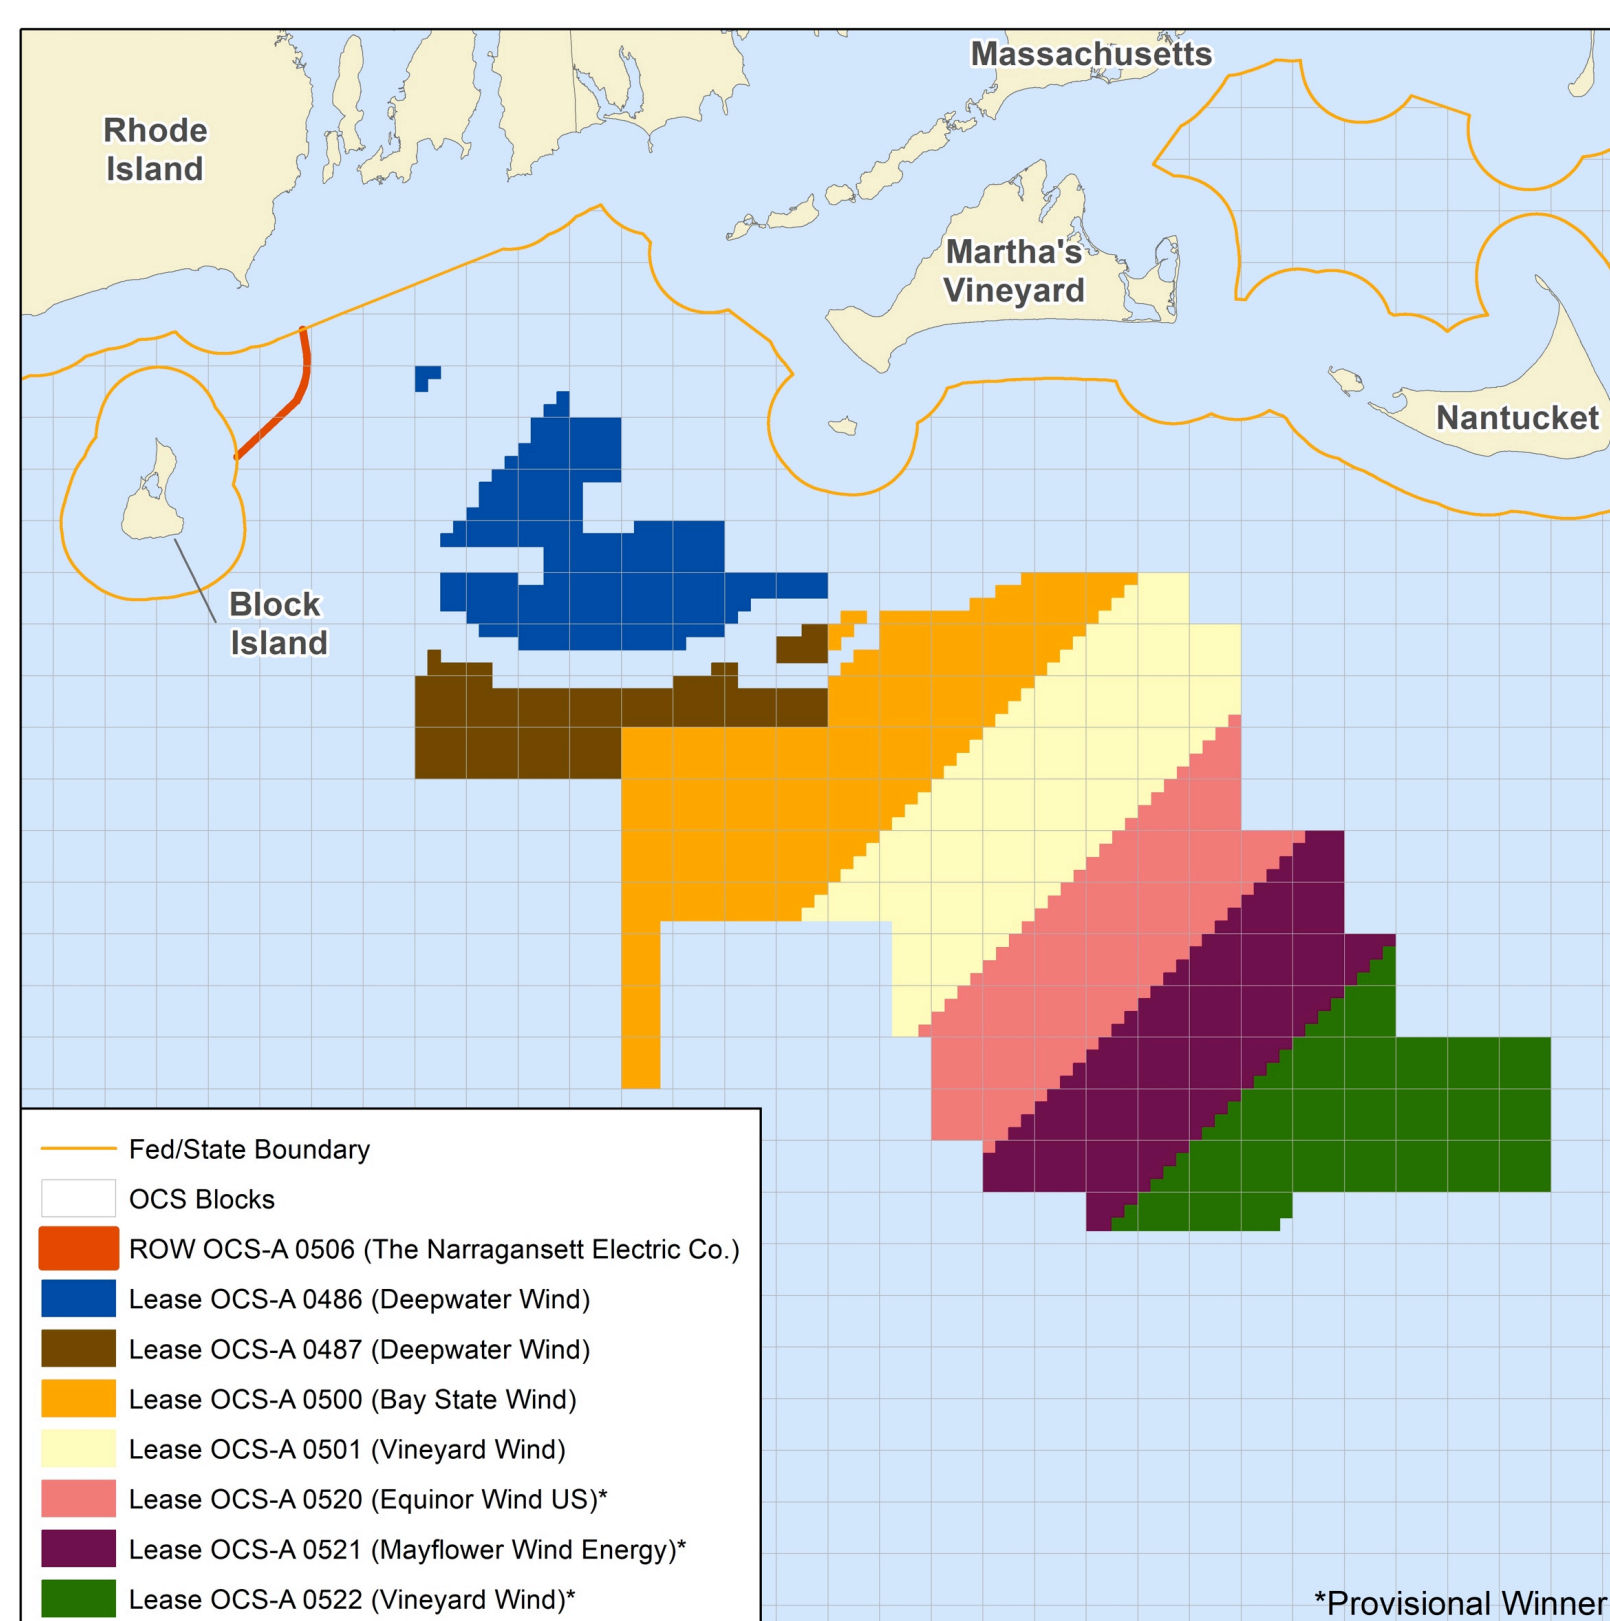 Massachusetts
Rhode
Island
Martha's
Vineyard
Nantucket
Block
Island
Fed/State Boundary
OCS Blocks
ROW OCS-A 0506 (The Narragansett Electric Co.)
Lease OCS-A 0486 (Deepwater Wind)
Lease OCS-A 0487 (Deepwater Wind)
Lease OCS-A 0500 (Bay State Wind)
Lease OCS-A 0501 (Vineyard Wind)
Lease OCS-A 0520 (Equinor Wind US)*
Lease OCS-A 0521 (Mayflower Wind Energy)*
Lease OCS-A 0522 (Vineyard Wind)*
*Provisional Winner